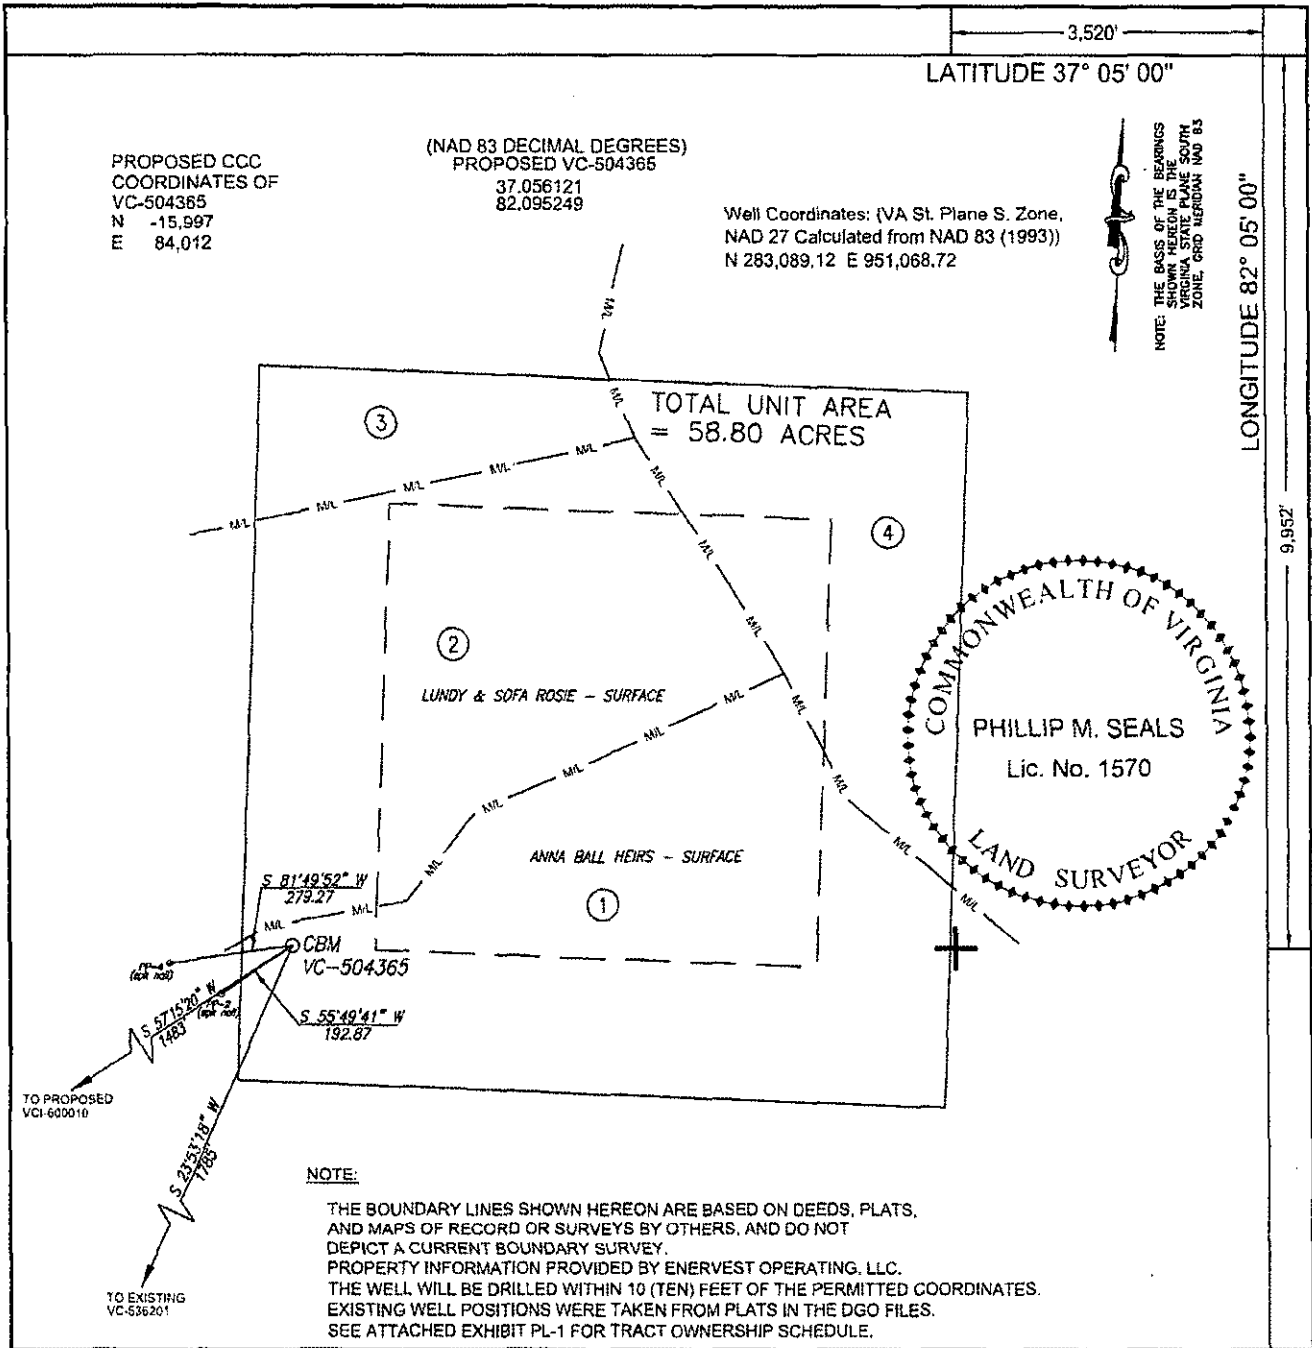 3,520'
LATITUDE 37° 05' 00"
PROPOSED CCC
COORDINATES OF
VC-504365
N -15,997
E 84,012
(NAD 83 DECIMAL DEGREES)
PROPOSED VC-504365
37.056121
82.095249
Well Coordinates: (VA St. Plane S. Zone,
NAD 27 Calculated from NAD 83 (1993))
N 283,089.12 E 951,068.72
NOTE: THE BASIS OF THE BEARINGS
SHOWN HEREON IS THE
VIRGINIA STATE PLANE SOUTH
ZONE, GRID MERIDIAN NAD 83
LONGITUDE 82° 05' 00"
9,952'
M/L
M/L
TOTAL UNIT AREA
= 58.80 ACRES
3
M/L
M/L
M/L
M/L
M/L
M/L
4
M/L
M/L
2
LUNDY & SOFA ROSIE - SURFACE
M/L
M/L
M/L
M/L
M/L
M/L
COMMONWEALTH OF VIRGINIA
PHILLIP M. SEALS
Lic. No. 1570
LAND SURVEYOR
M/L
M/L
M/L
ANNA BALL HEIRS - SURFACE
1
S 81°49'52" W
279.27
M/L
M/L
CBM
VC-504365
PP-4
(spk nail)
PP-2
(spk nail)
S 55°49'41" W
192.87
S 57°15'20" W
1483'
TO PROPOSED
VCI-600010
S 23°53'18" W
1785'
TO EXISTING
VC-536201
NOTE:
THE BOUNDARY LINES SHOWN HEREON ARE BASED ON DEEDS, PLATS,
AND MAPS OF RECORD OR SURVEYS BY OTHERS, AND DO NOT
DEPICT A CURRENT BOUNDARY SURVEY.
PROPERTY INFORMATION PROVIDED BY ENERVEST OPERATING, LLC.
THE WELL WILL BE DRILLED WITHIN 10 (TEN) FEET OF THE PERMITTED COORDINATES.
EXISTING WELL POSITIONS WERE TAKEN FROM PLATS IN THE DGO FILES.
SEE ATTACHED EXHIBIT PL-1 FOR TRACT OWNERSHIP SCHEDULE.